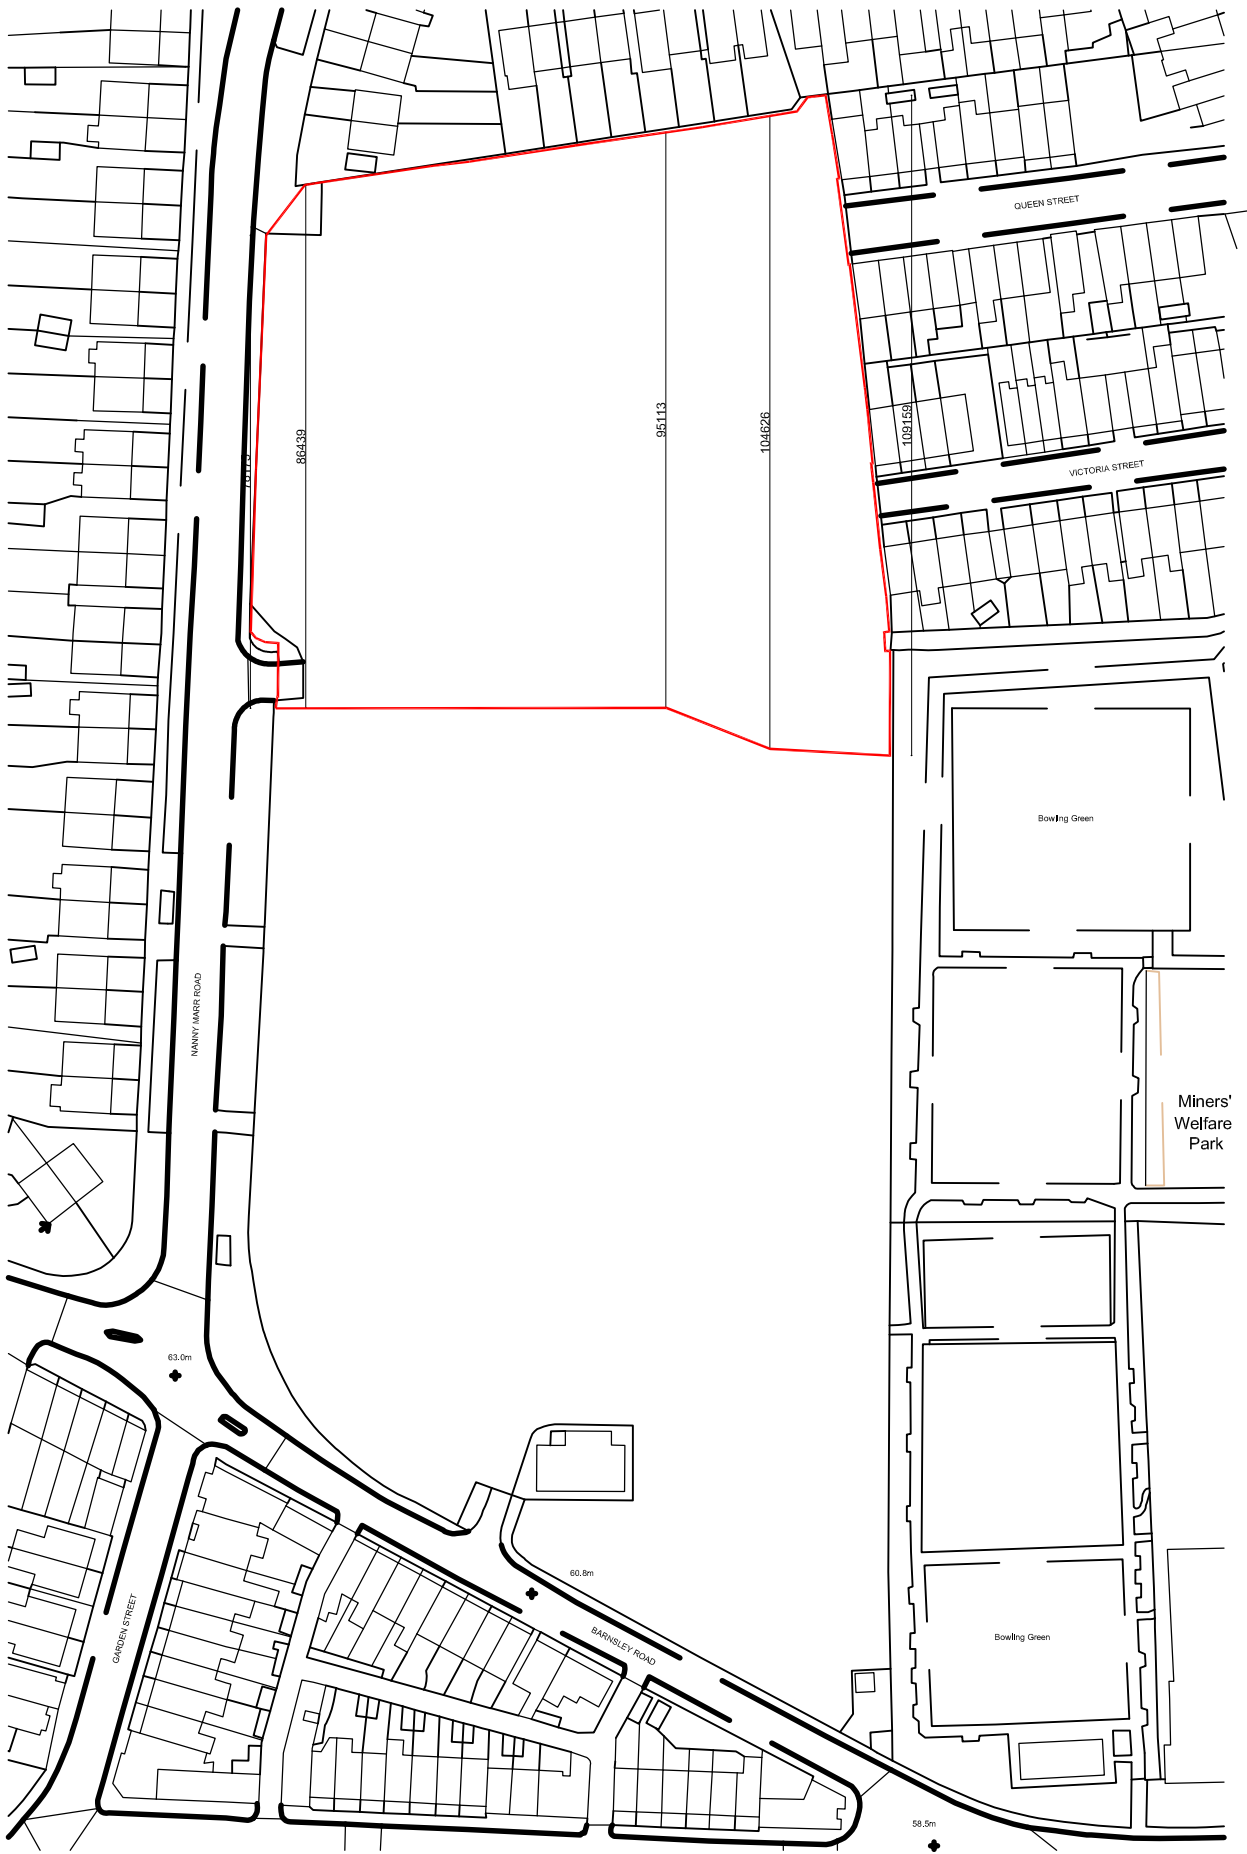 QUEEN STREET
95113
104626
109159
86439
VICTORIA STREET
Bowling Green
NANNY MARR ROAD
Miners'
Welfare
Park
63.0m
60.8m
GARDEN STREET
BARNSLEY ROAD
Bowling Green
58.5m